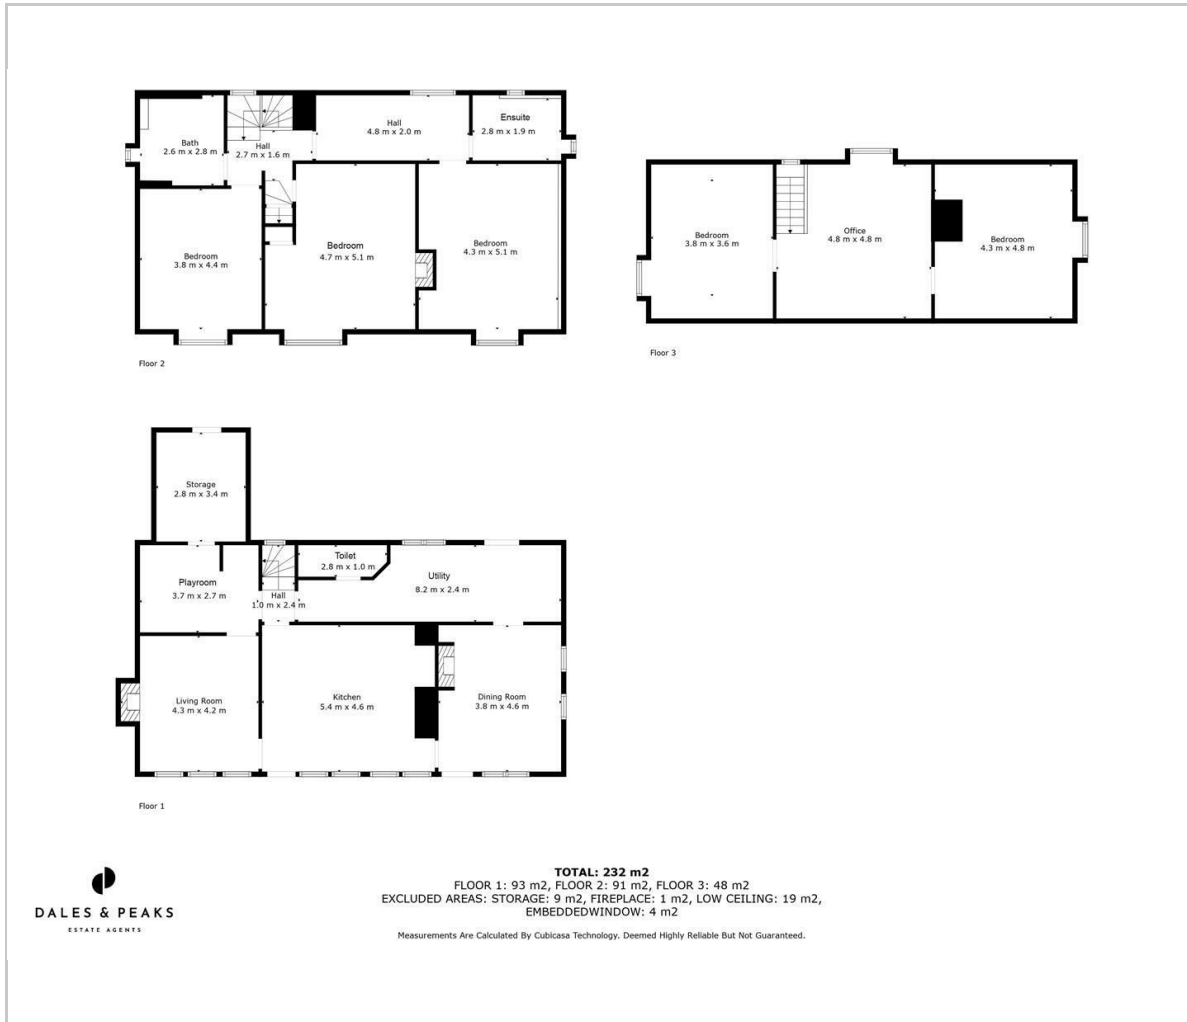 Bath
2.6 m x 2.8 m
Hall
2.7 m x 1.6 m
Hall
4.8 m x 2.0 m
Ensuite
2.8 m x 1.9 m
Bedroom
3.8 m x 4.4 m
Bedroom
4.7 m x 5.1 m
Bedroom
4.3 m x 5.1 m
Floor 2
Bedroom
3.8 m x 3.6 m
Office
4.8 m x 4.8 m
Bedroom
4.3 m x 4.8 m
Floor 3
Storage
2.8 m x 3.4 m
Playroom
3.7 m x 2.7 m
Hall
1.0 m x 2.4 m
Toilet
2.8 m x 1.0 m
Utility
8.2 m x 2.4 m
Living Room
4.3 m x 4.2 m
Kitchen
5.4 m x 4.6 m
Dining Room
3.8 m x 4.6 m
Floor 1
DALES & PEAKS
ESTATE AGENTS
TOTAL: 232 m2
FLOOR 1: 93 m2, FLOOR 2: 91 m2, FLOOR 3: 48 m2
EXCLUDED AREAS: STORAGE: 9 m2, FIREPLACE: 1 m2, LOW CEILING: 19 m2,
EMBEDDEDWINDOW: 4 m2
Measurements Are Calculated By Cubicasa Technology. Deemed Highly Reliable But Not Guaranteed.